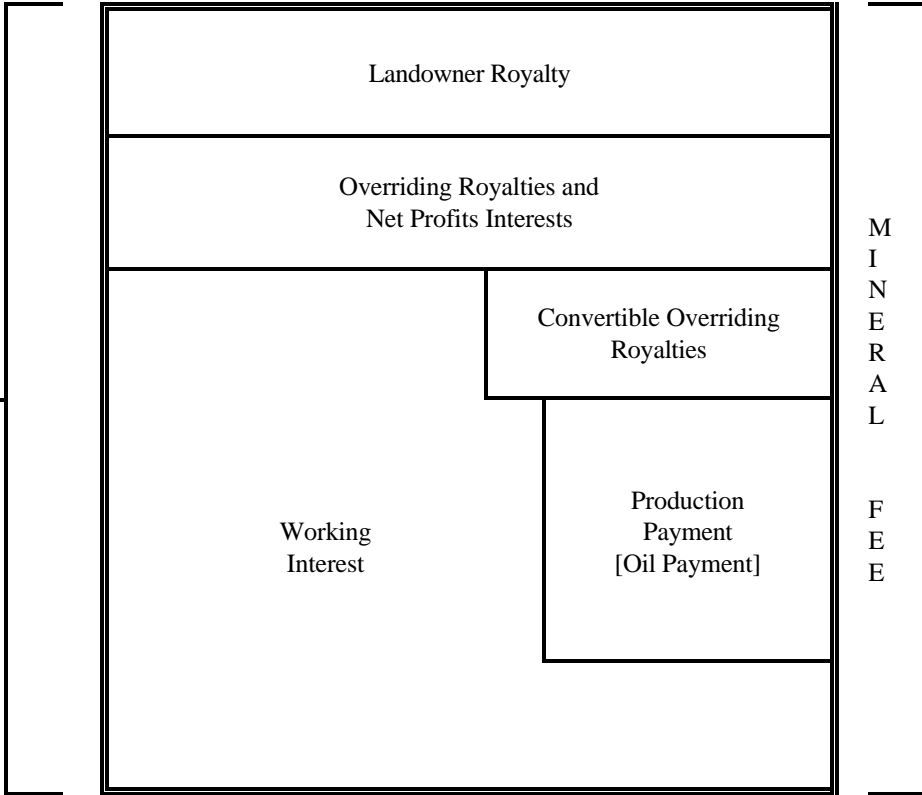 Landowner Royalty
Overriding Royalties and
Net Profits Interests
Convertible Overriding
Royalties
Working
Interest
Production
Payment
[Oil Payment]
M
I
N
E
R
A
L
F
E
E